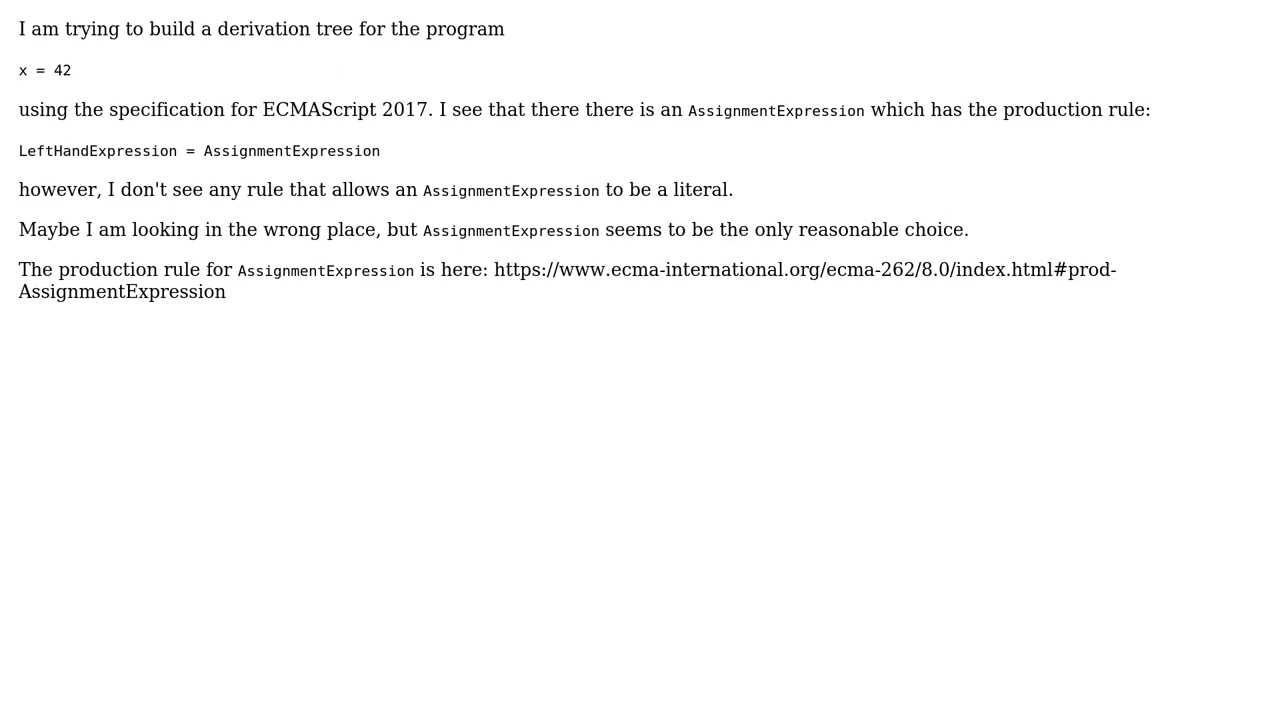 I am trying to build a derivation tree for the program
x = 42
using the specification for ECMAScript 2017. I see that there there is an AssignmentExpression which has the production rule:
LeftHandExpression = AssignmentExpression
however, I don't see any rule that allows an AssignmentExpression to be a literal.
Maybe I am looking in the wrong place, but AssignmentExpression seems to be the only reasonable choice.
The production rule for AssignmentExpression is here: https://www.ecma-international.org/ecma-262/8.0/index.html#prod-
AssignmentExpression